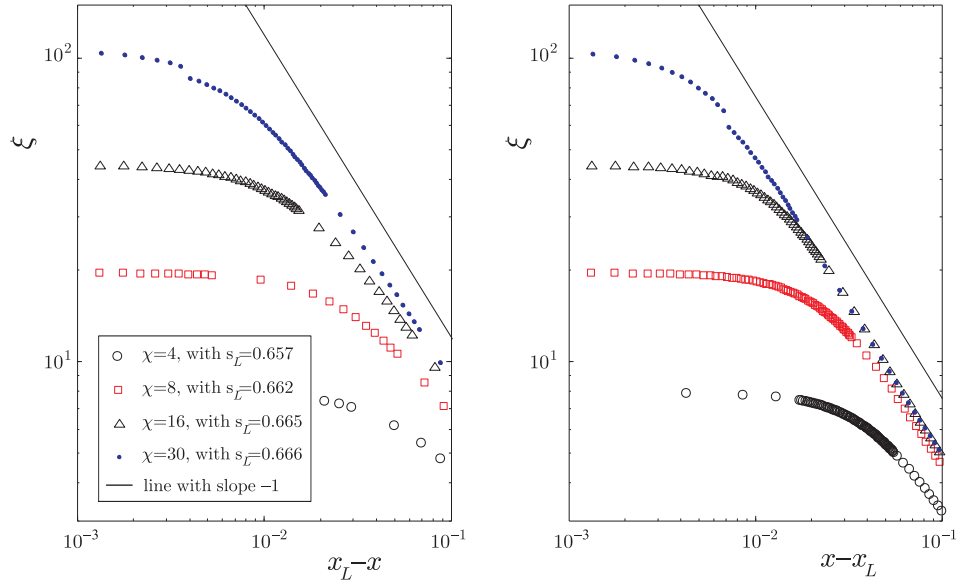 10²
ξ
10¹
χ=4, with s_L=0.657
χ=8, with s_L=0.662
χ=16, with s_L=0.665
χ=30, with s_L=0.666
line with slope −1
10⁻³
10⁻²
10⁻¹
x_L−x
10²
ξ
10¹
10⁻³
10⁻²
10⁻¹
x−x_L